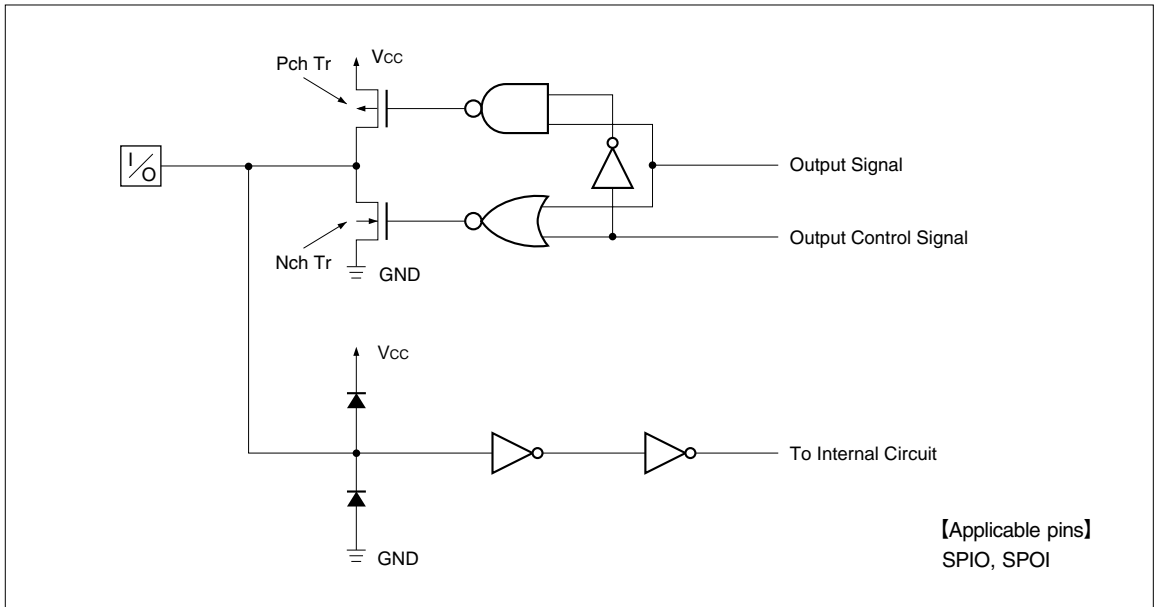 Pch Tr
VCC
I/O
Output Signal
Output Control Signal
Nch Tr
GND
VCC
To Internal Circuit
GND
【Applicable pins】
SPIO, SPOI